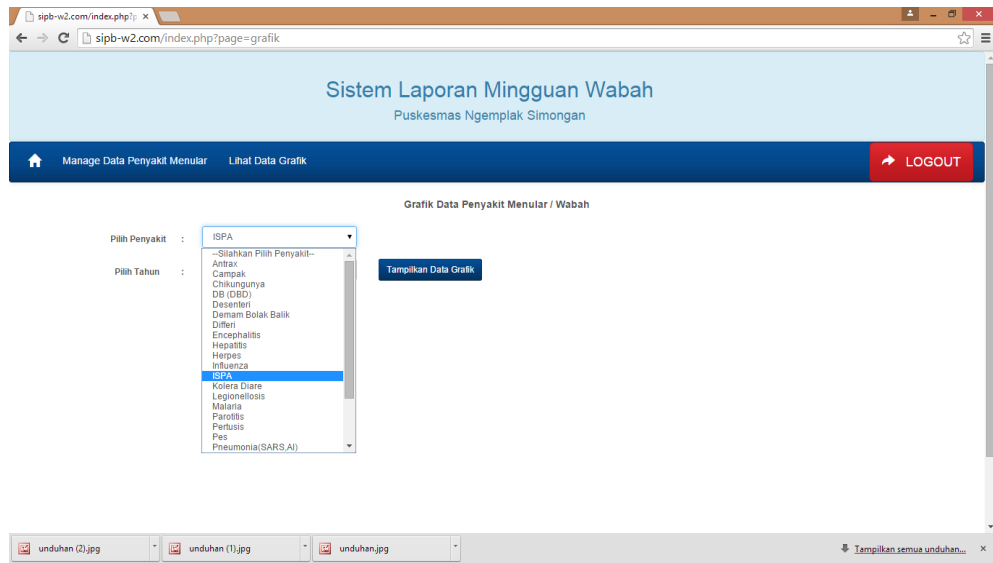 sipb-w2.com/index.php?p
sipb-w2.com/index.php?page=grafik
Sistem Laporan Mingguan Wabah
Puskesmas Ngemplak Simongan
Manage Data Penyakit Menular Lihat Data Grafik LOGOUT
Grafik Data Penyakit Menular / Wabah
Pilih Penyakit : ISPA
--Silahkan Pilih Penyakit--
Antrax
Campak
Chikungunya
DB (DBD)
Desenteri
Demam Bolak Balik
Differi
Encephalitis
Hepatitis
Herpes
Influenza
ISPA
Kolera Diare
Legionellosis
Malaria
Parotitis
Pertusis
Pes
Pneumonia(SARS,AI)
Pilih Tahun : Tampilkan Data Grafik
unduhan (2).jpg unduhan (1).jpg unduhan.jpg Tampilkan semua unduhan...